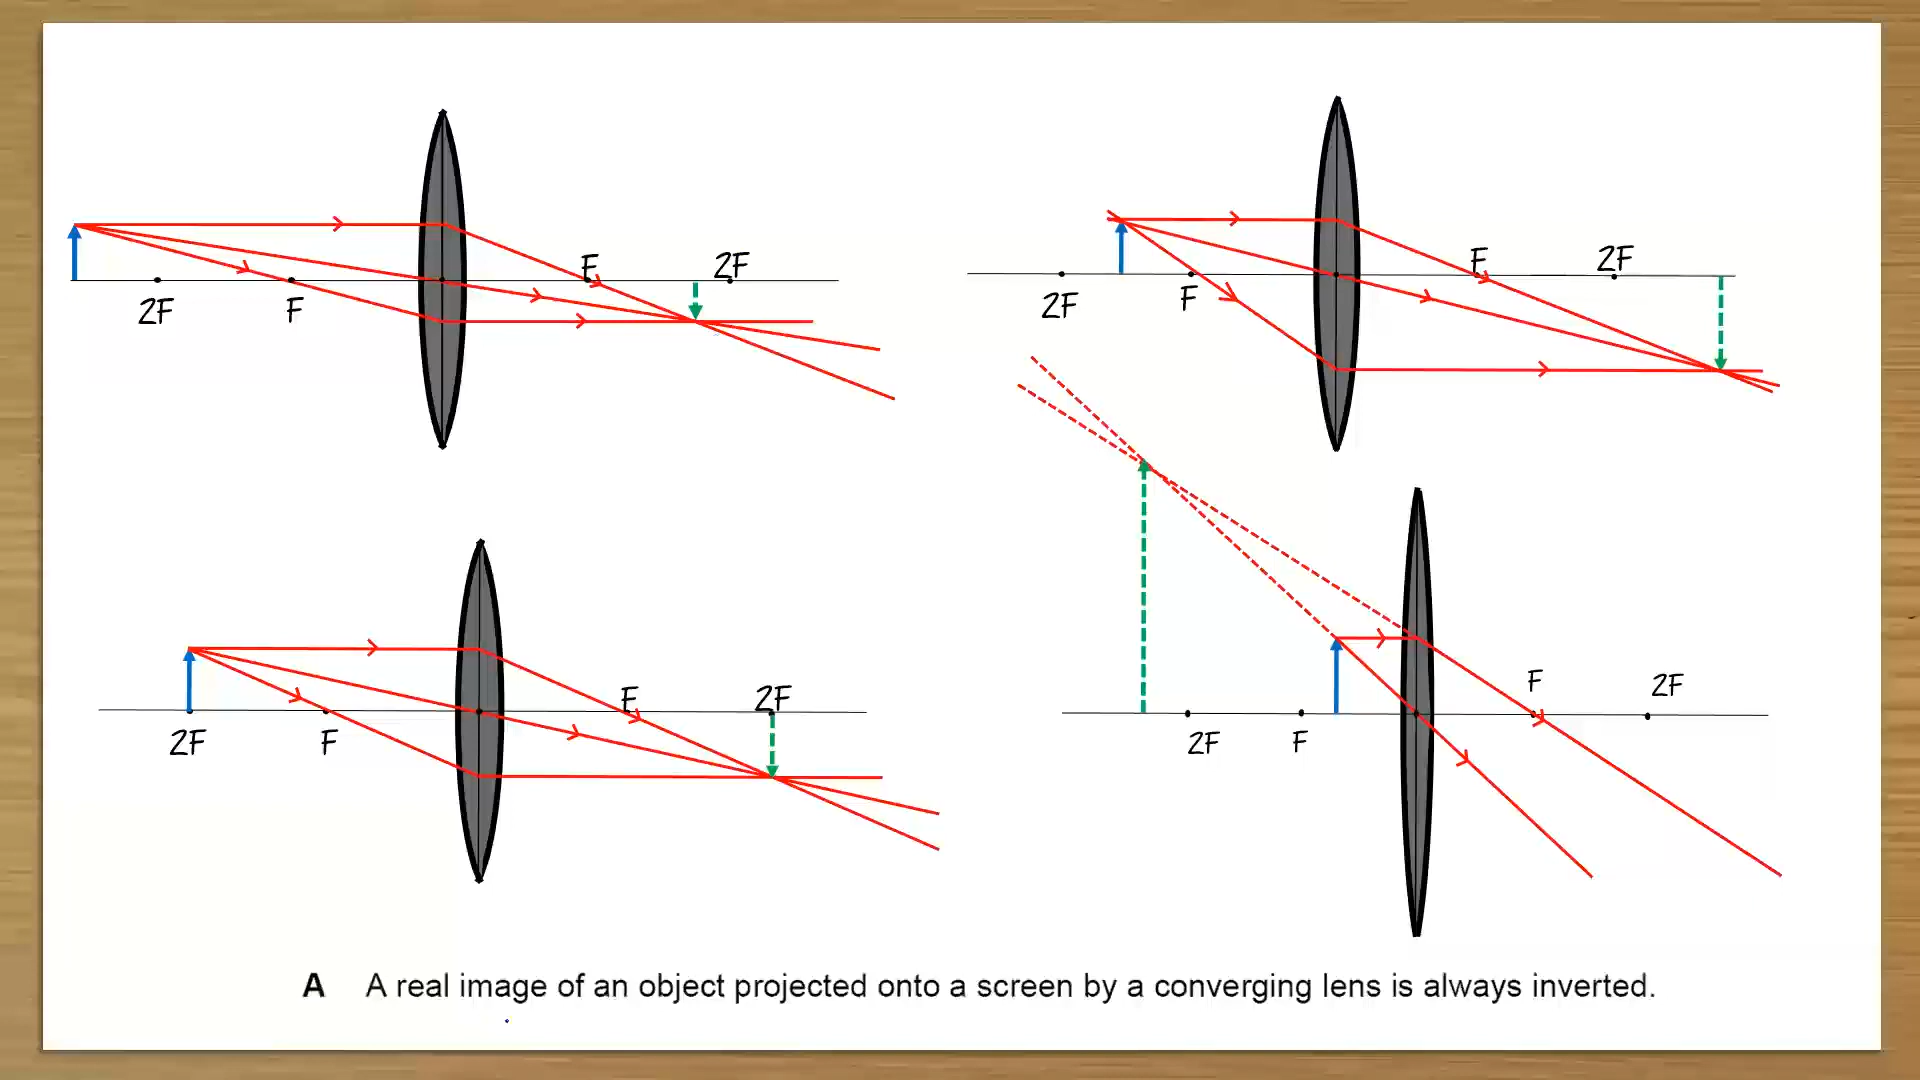 F
2F
2F
F
F
2F
2F
F
F
2F
2F
F
F
2F
2F
F
A A real image of an object projected onto a screen by a converging lens is always inverted.